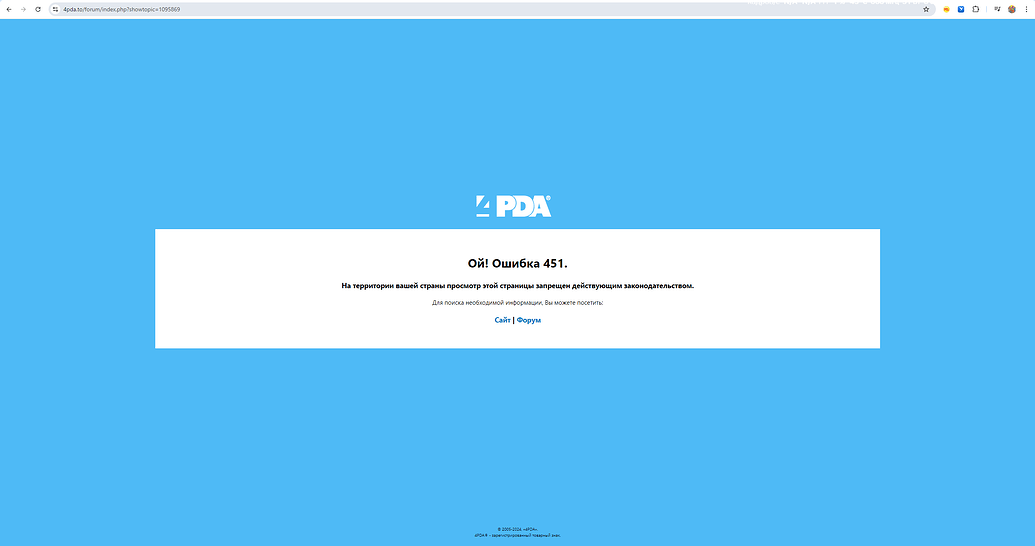 4pda.to/forum/index.php?showtopic=1095869
4PDA®
Ой! Ошибка 451.
На территории вашей страны просмотр этой страницы запрещен действующим законодательством.
Для поиска необходимой информации, Вы можете посетить:
Сайт | Форум
© 2005-2024, «4PDA»
4PDA® - зарегистрированный товарный знак.